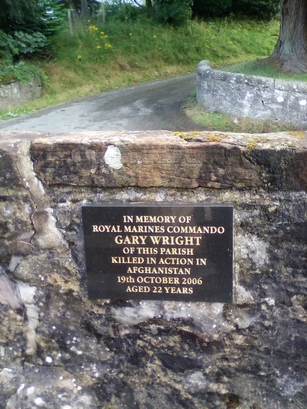 IN MEMORY OF
ROYAL MARINES COMMANDO
GARY WRIGHT
OF THIS PARISH
KILLED IN ACTION IN
AFGHANISTAN
19th OCTOBER 2006
AGED 22 YEARS